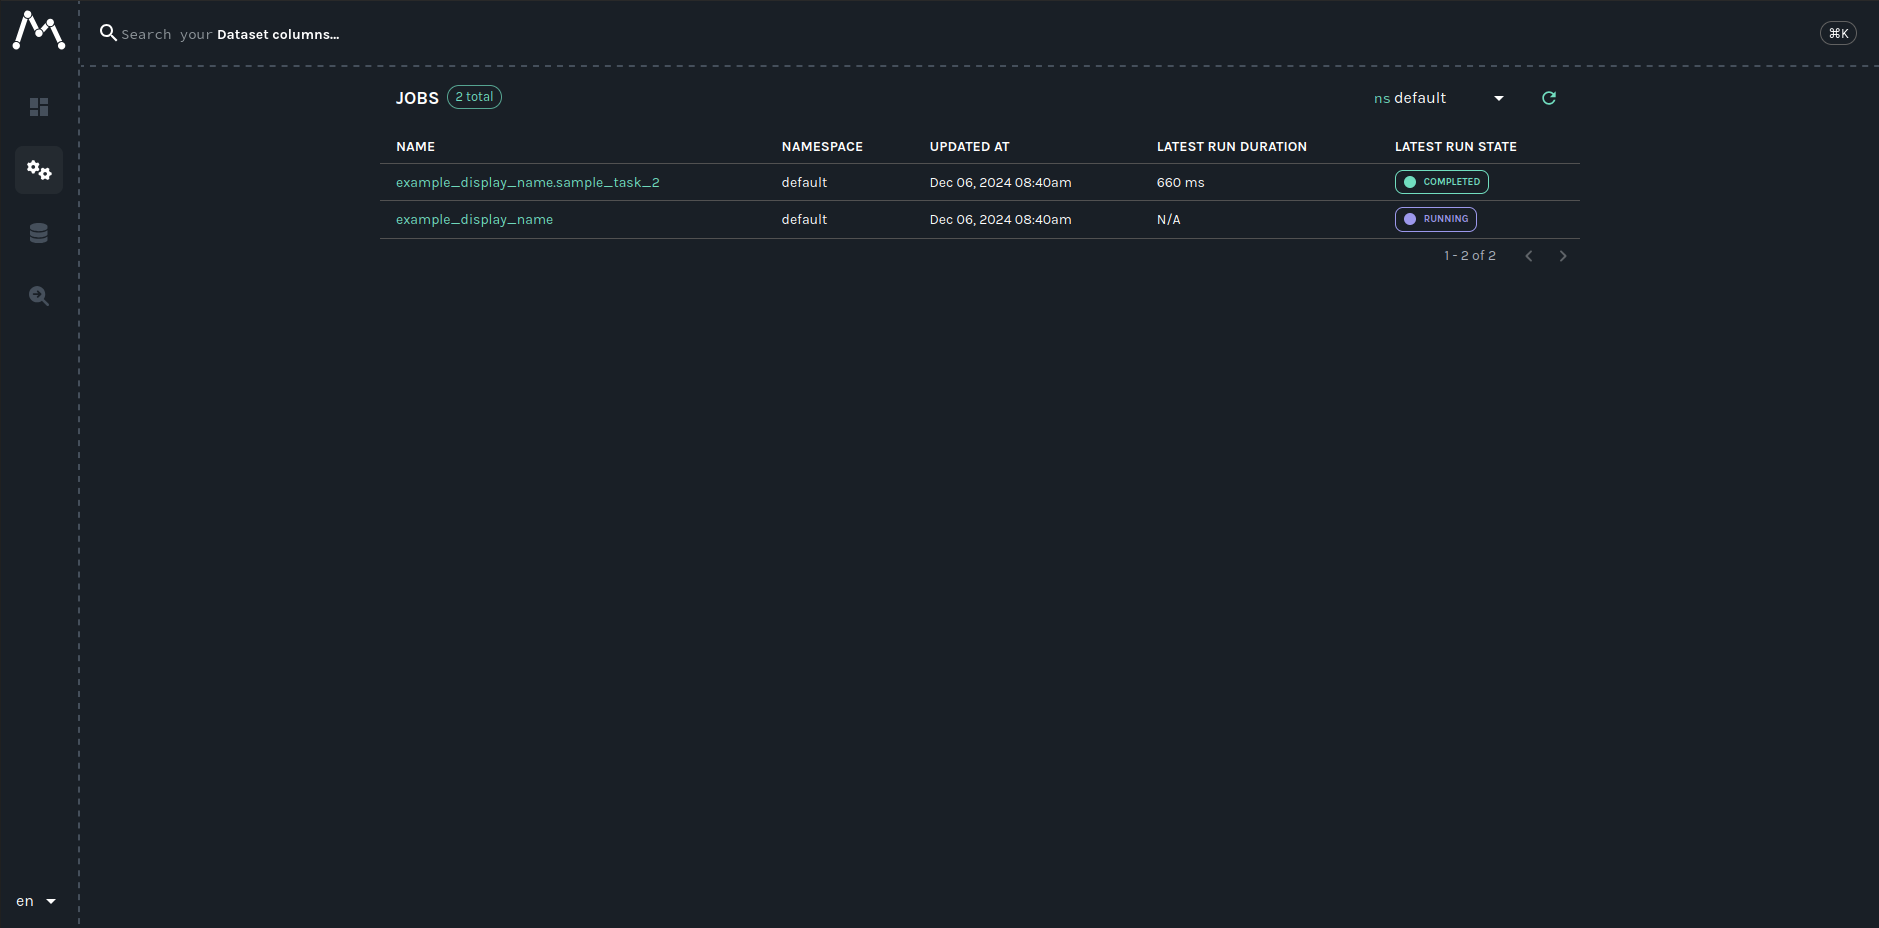 Search your Dataset columns...
⌘K
JOBS 2 total
ns default
NAME NAMESPACE UPDATED AT LATEST RUN DURATION LATEST RUN STATE
example_display_name.sample_task_2 default Dec 06, 2024 08:40am 660 ms COMPLETED
example_display_name default Dec 06, 2024 08:40am N/A RUNNING
1 - 2 of 2
en